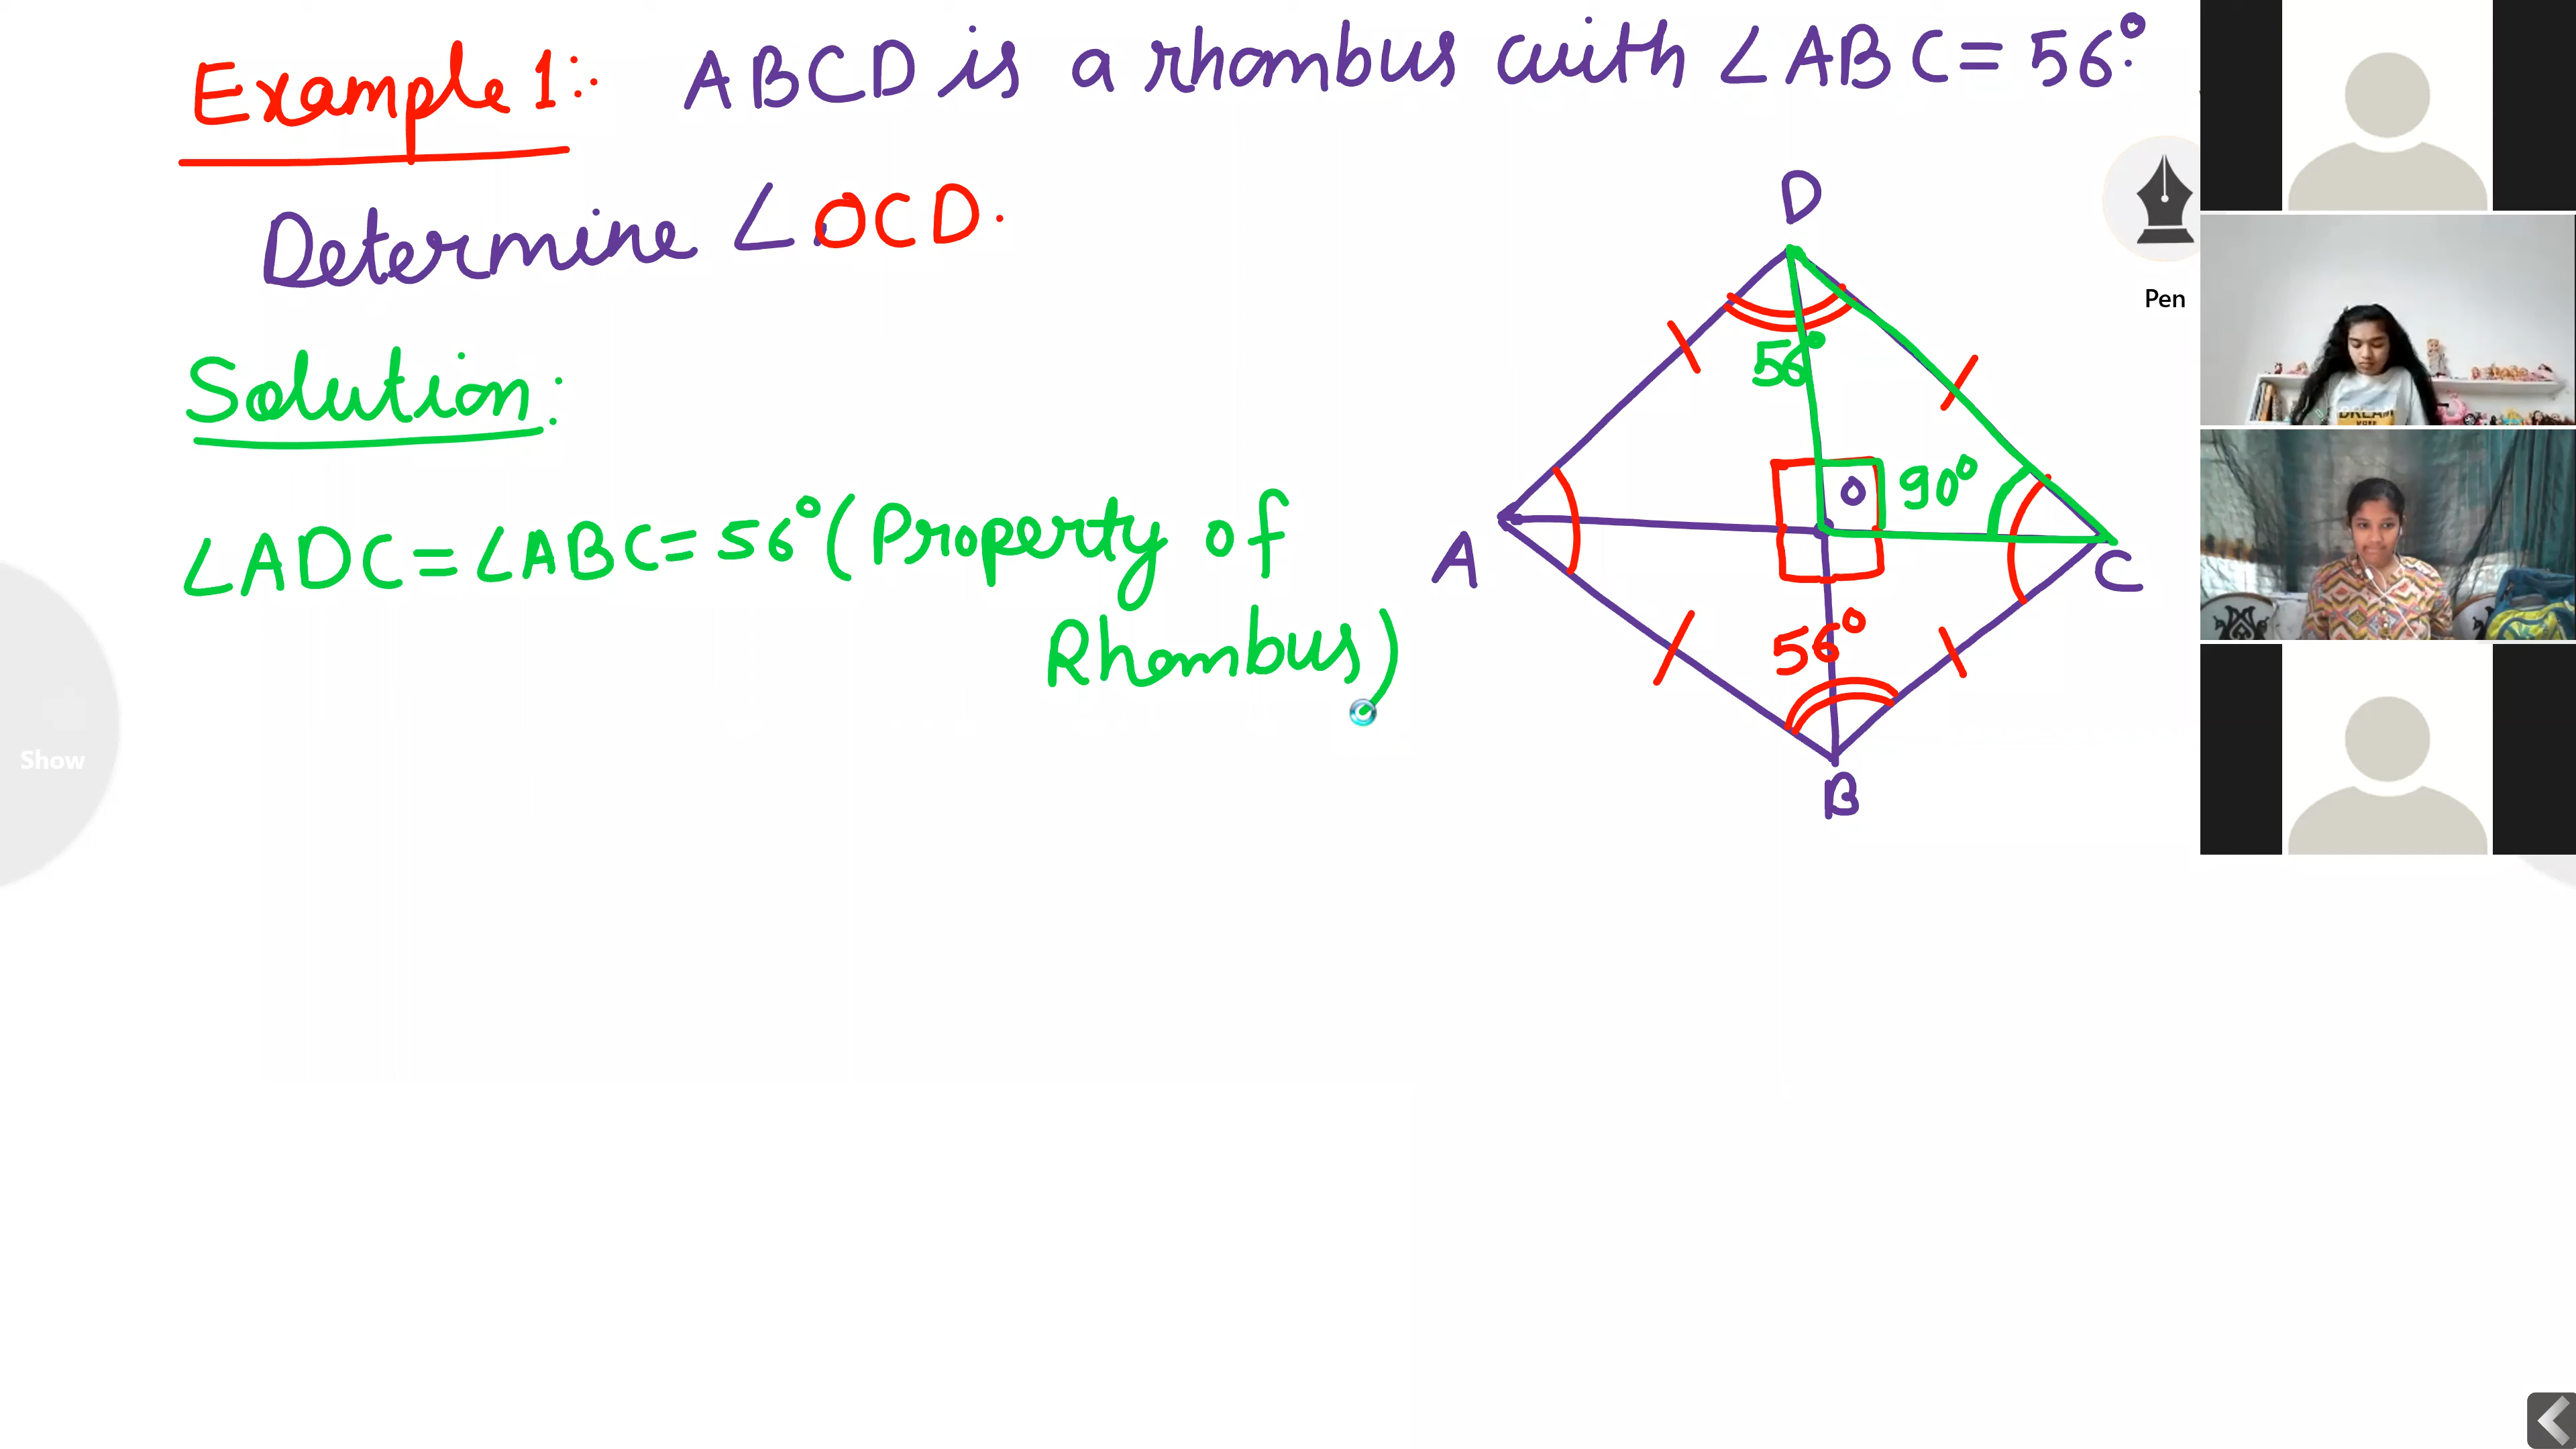 Example 1:- ABCD is a rhombus with ∠ABC = 56°.
Determine ∠OCD.
Solution:
∠ADC = ∠ABC = 56° (Property of
Rhombus)
D
56°
O
90°
A
C
56°
B
Pen
Show
DREAM